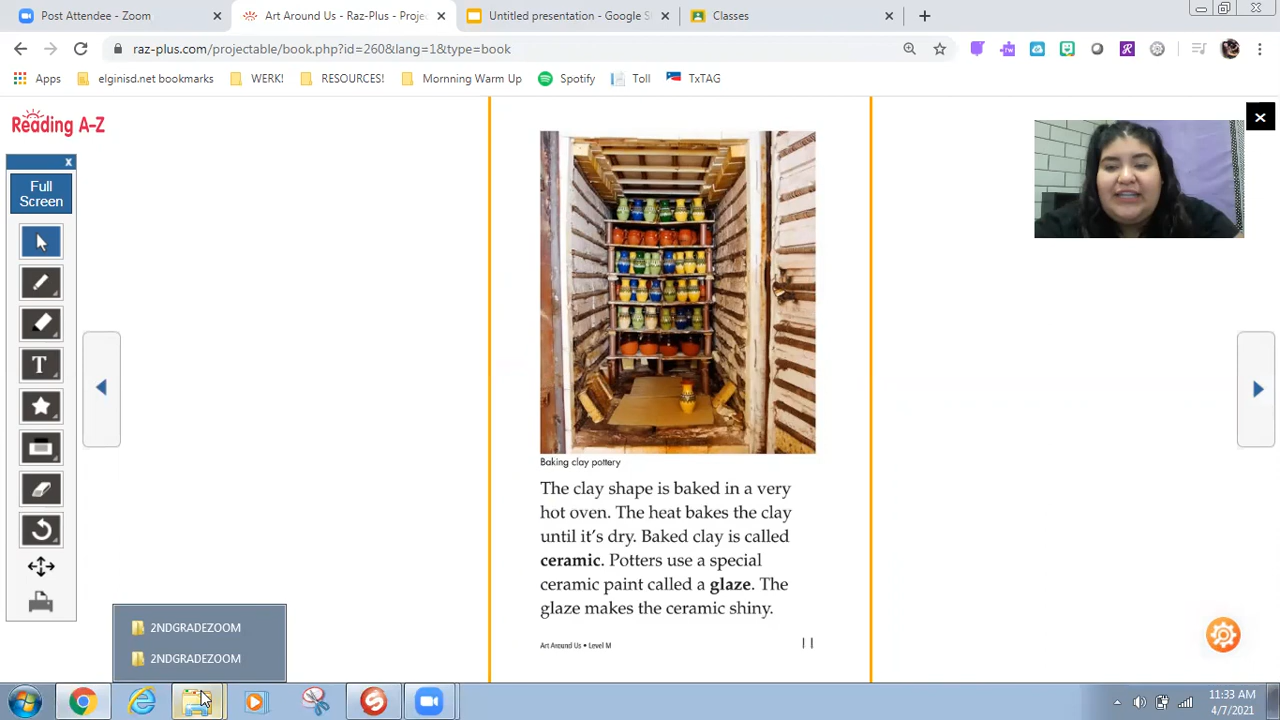 Post Attendee - Zoom
Art Around Us - Raz-Plus - Proje
Untitled presentation - Google S
Classes
raz-plus.com/projectable/book.php?id=260&lang=1&type=book
Apps
elginisd.net bookmarks
WERK!
RESOURCES!
Mornming Warm Up
Spotify
Toll
TxTAG
Reading A-Z
x
Full
Screen
T
Baking clay pottery
The clay shape is baked in a very
hot oven. The heat bakes the clay
until it's dry. Baked clay is called
ceramic. Potters use a special
ceramic paint called a glaze. The
glaze makes the ceramic shiny.
Art Around Us • Level M
11
2NDGRADEZOOM
2NDGRADEZOOM
11:33 AM
4/7/2021